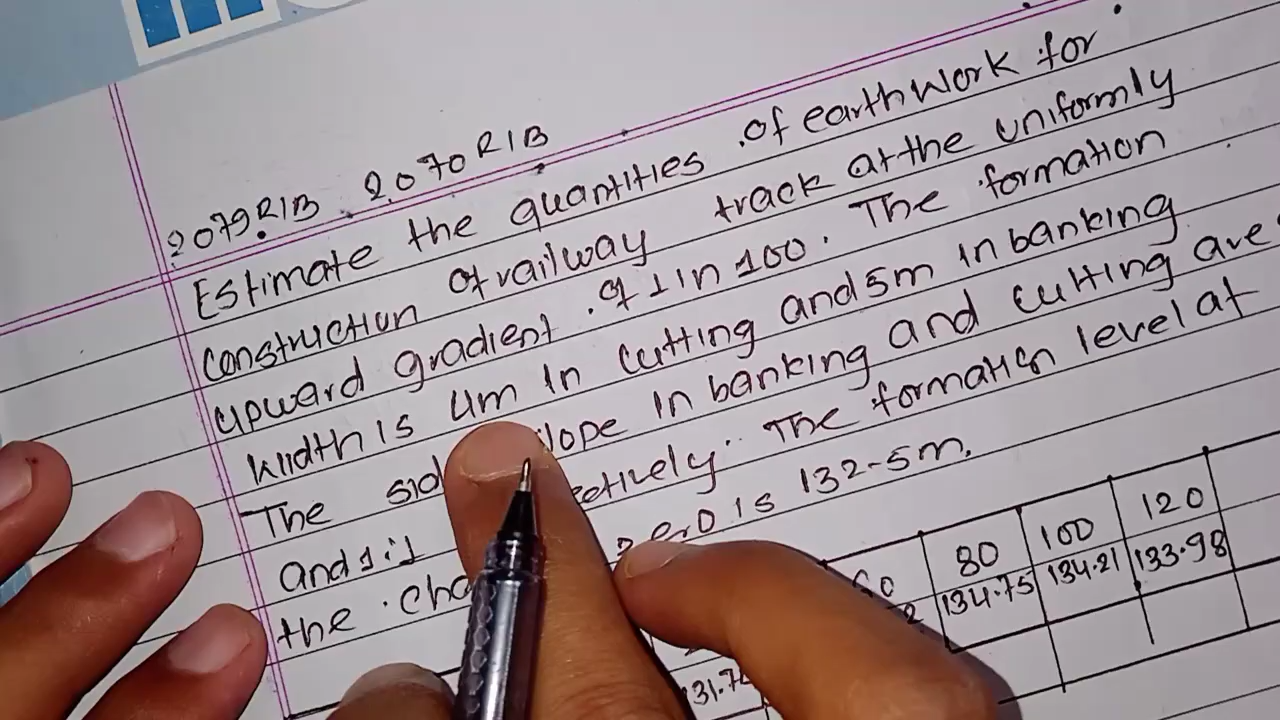 2079 R/B 2070 R/B
Estimate the quantities of earthwork for
construction of railway track at the uniformly
upward gradient of 1 in 100. The formation
width is 4m in cutting and 5m in banking
The slope in banking and cutting are
and 1:1 The formation level at
the zero is 132.5m.
80 100 120
134.75 134.21 133.98